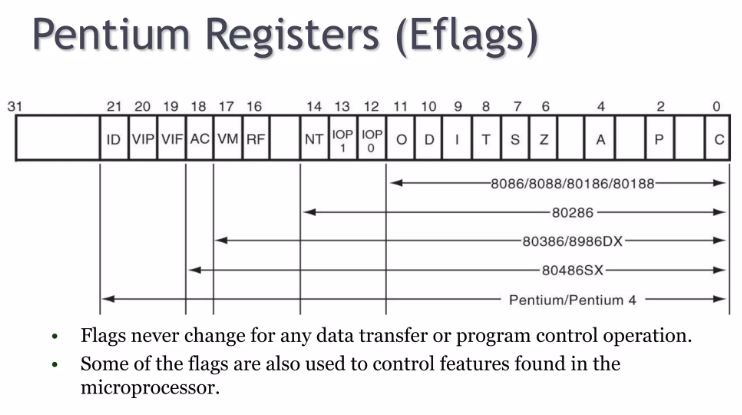 Pentium Registers (Eflags)
31 21 20 19 18 17 16 14 13 12 11 10 9 8 7 6 4 2 0
ID VIP VIF AC VM RF NT IOP 1 IOP 0 O D I T S Z A P C
8086/8088/80186/80188
80286
80386/8986DX
80486SX
Pentium/Pentium 4
• Flags never change for any data transfer or program control operation.
• Some of the flags are also used to control features found in the
microprocessor.